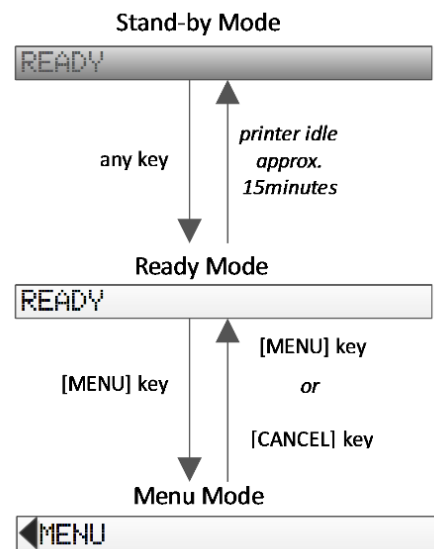 Stand-by Mode
READY
any key
printer idle
approx.
15minutes
Ready Mode
READY
[MENU] key
[MENU] key
or
[CANCEL] key
Menu Mode
MENU